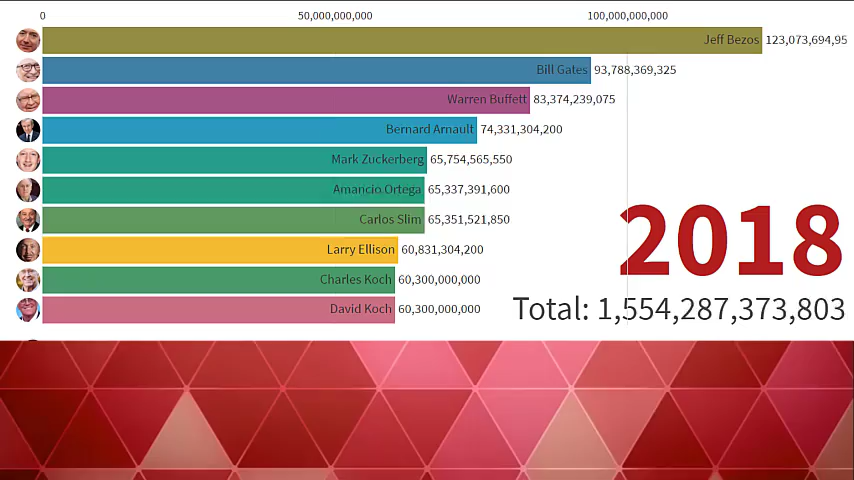 0 50,000,000,000 100,000,000,000
Jeff Bezos 123,073,694,95
Bill Gates 93,788,369,325
Warren Buffett 83,374,239,075
Bernard Arnault 74,331,304,200
Mark Zuckerberg 65,754,565,550
Amancio Ortega 65,337,391,600
Carlos Slim 65,351,521,850
Larry Ellison 60,831,304,200
Charles Koch 60,300,000,000
David Koch 60,300,000,000
2018
Total: 1,554,287,373,803